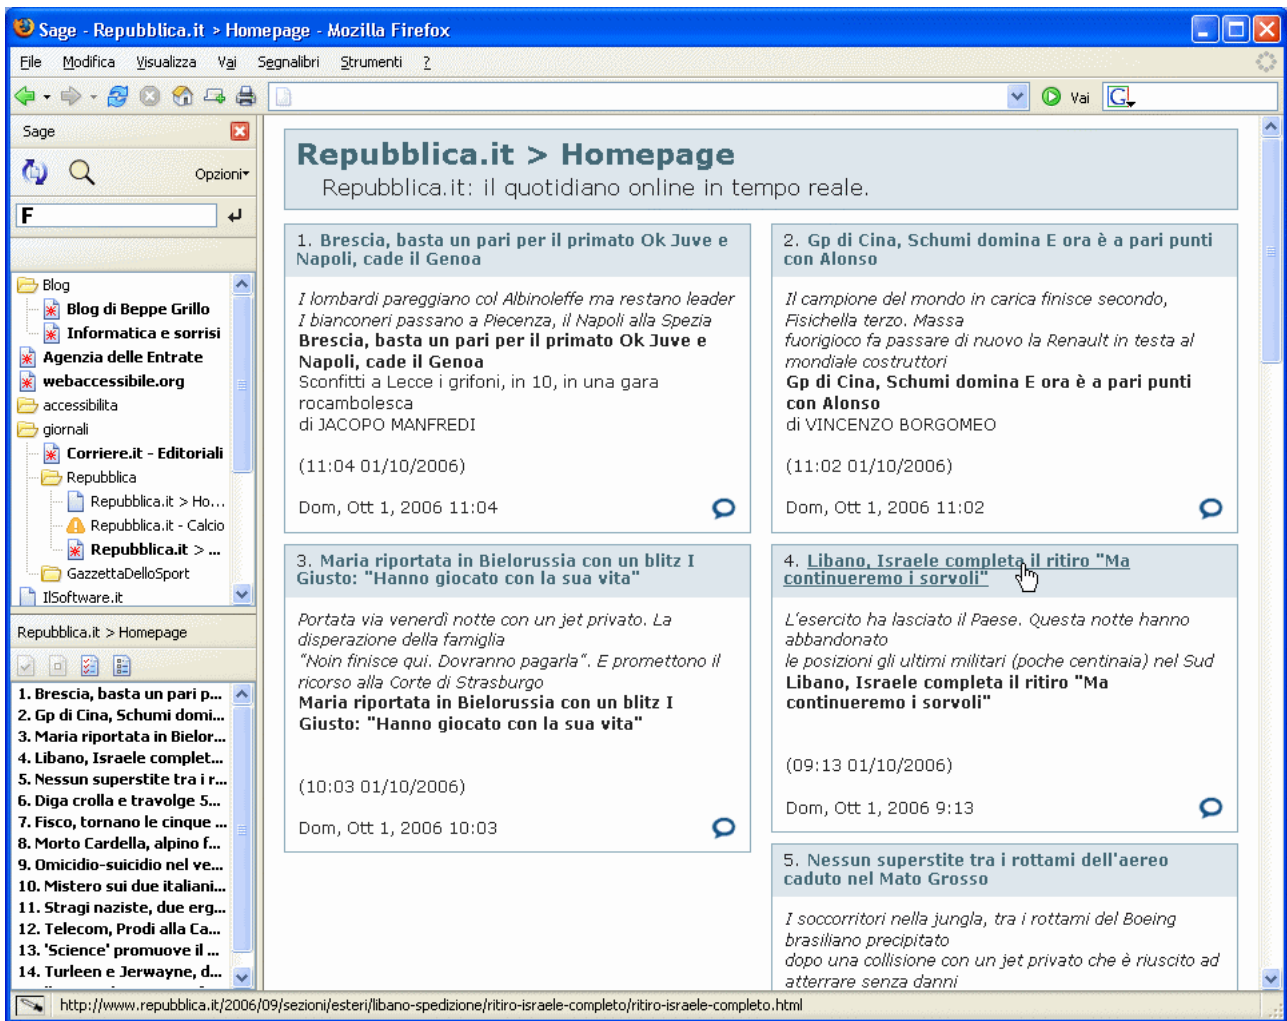 Sage - Repubblica.it > Homepage - Mozilla Firefox
File Modifica Visualizza Vai Segnalibri Strumenti ?
Vai G
Sage
Opzioni
F
Blog
Blog di Beppe Grillo
Informatica e sorrisi
Agenzia delle Entrate
webaccessibile.org
accessibilita
giornali
Corriere.it - Editoriali
Repubblica
Repubblica.it > Ho...
Repubblica.it - Calcio
Repubblica.it > ...
GazzettaDelloSport
IlSoftware.it
Repubblica.it > Homepage
1. Brescia, basta un pari p...
2. Gp di Cina, Schumi domi...
3. Maria riportata in Bielor...
4. Libano, Israele complet...
5. Nessun superstite tra i r...
6. Diga crolla e travolge 5...
7. Fisco, tornano le cinque ...
8. Morto Cardella, alpino f...
9. Omicidio-suicidio nel ve...
10. Mistero sui due italiani...
11. Stragi naziste, due erg...
12. Telecom, Prodi alla Ca...
13. 'Science' promuove il ...
14. Turleen e Jerwayne, d...
Repubblica.it > Homepage
Repubblica.it: il quotidiano online in tempo reale.
1. Brescia, basta un pari per il primato Ok Juve e
Napoli, cade il Genoa
I lombardi pareggiano col Albinoleffe ma restano leader
I bianconeri passano a Piecenza, il Napoli alla Spezia
Brescia, basta un pari per il primato Ok Juve e
Napoli, cade il Genoa
Sconfitti a Lecce i grifoni, in 10, in una gara
rocambolesca
di JACOPO MANFREDI
(11:04 01/10/2006)
Dom, Ott 1, 2006 11:04
2. Gp di Cina, Schumi domina E ora è a pari punti
con Alonso
Il campione del mondo in carica finisce secondo,
Fisichella terzo. Massa
fuorigioco fa passare di nuovo la Renault in testa al
mondiale costruttori
Gp di Cina, Schumi domina E ora è a pari punti
con Alonso
di VINCENZO BORGOMEO
(11:02 01/10/2006)
Dom, Ott 1, 2006 11:02
3. Maria riportata in Bielorussia con un blitz I
Giusto: "Hanno giocato con la sua vita"
Portata via venerdì notte con un jet privato. La
disperazione della famiglia
"Noin finisce qui. Dovranno pagarla". E promettono il
ricorso alla Corte di Strasburgo
Maria riportata in Bielorussia con un blitz I
Giusto: "Hanno giocato con la sua vita"
(10:03 01/10/2006)
Dom, Ott 1, 2006 10:03
4. Libano, Israele completa il ritiro "Ma
continueremo i sorvoli"
L'esercito ha lasciato il Paese. Questa notte hanno
abbandonato
le posizioni gli ultimi militari (poche centinaia) nel Sud
Libano, Israele completa il ritiro "Ma
continueremo i sorvoli"
(09:13 01/10/2006)
Dom, Ott 1, 2006 9:13
5. Nessun superstite tra i rottami dell'aereo
caduto nel Mato Grosso
I soccorritori nella jungla, tra i rottami del Boeing
brasiliano precipitato
dopo una collisione con un jet privato che è riuscito ad
atterrare senza danni
http://www.repubblica.it/2006/09/sezioni/esteri/libano-spedizione/ritiro-israele-completo/ritiro-israele-completo.html